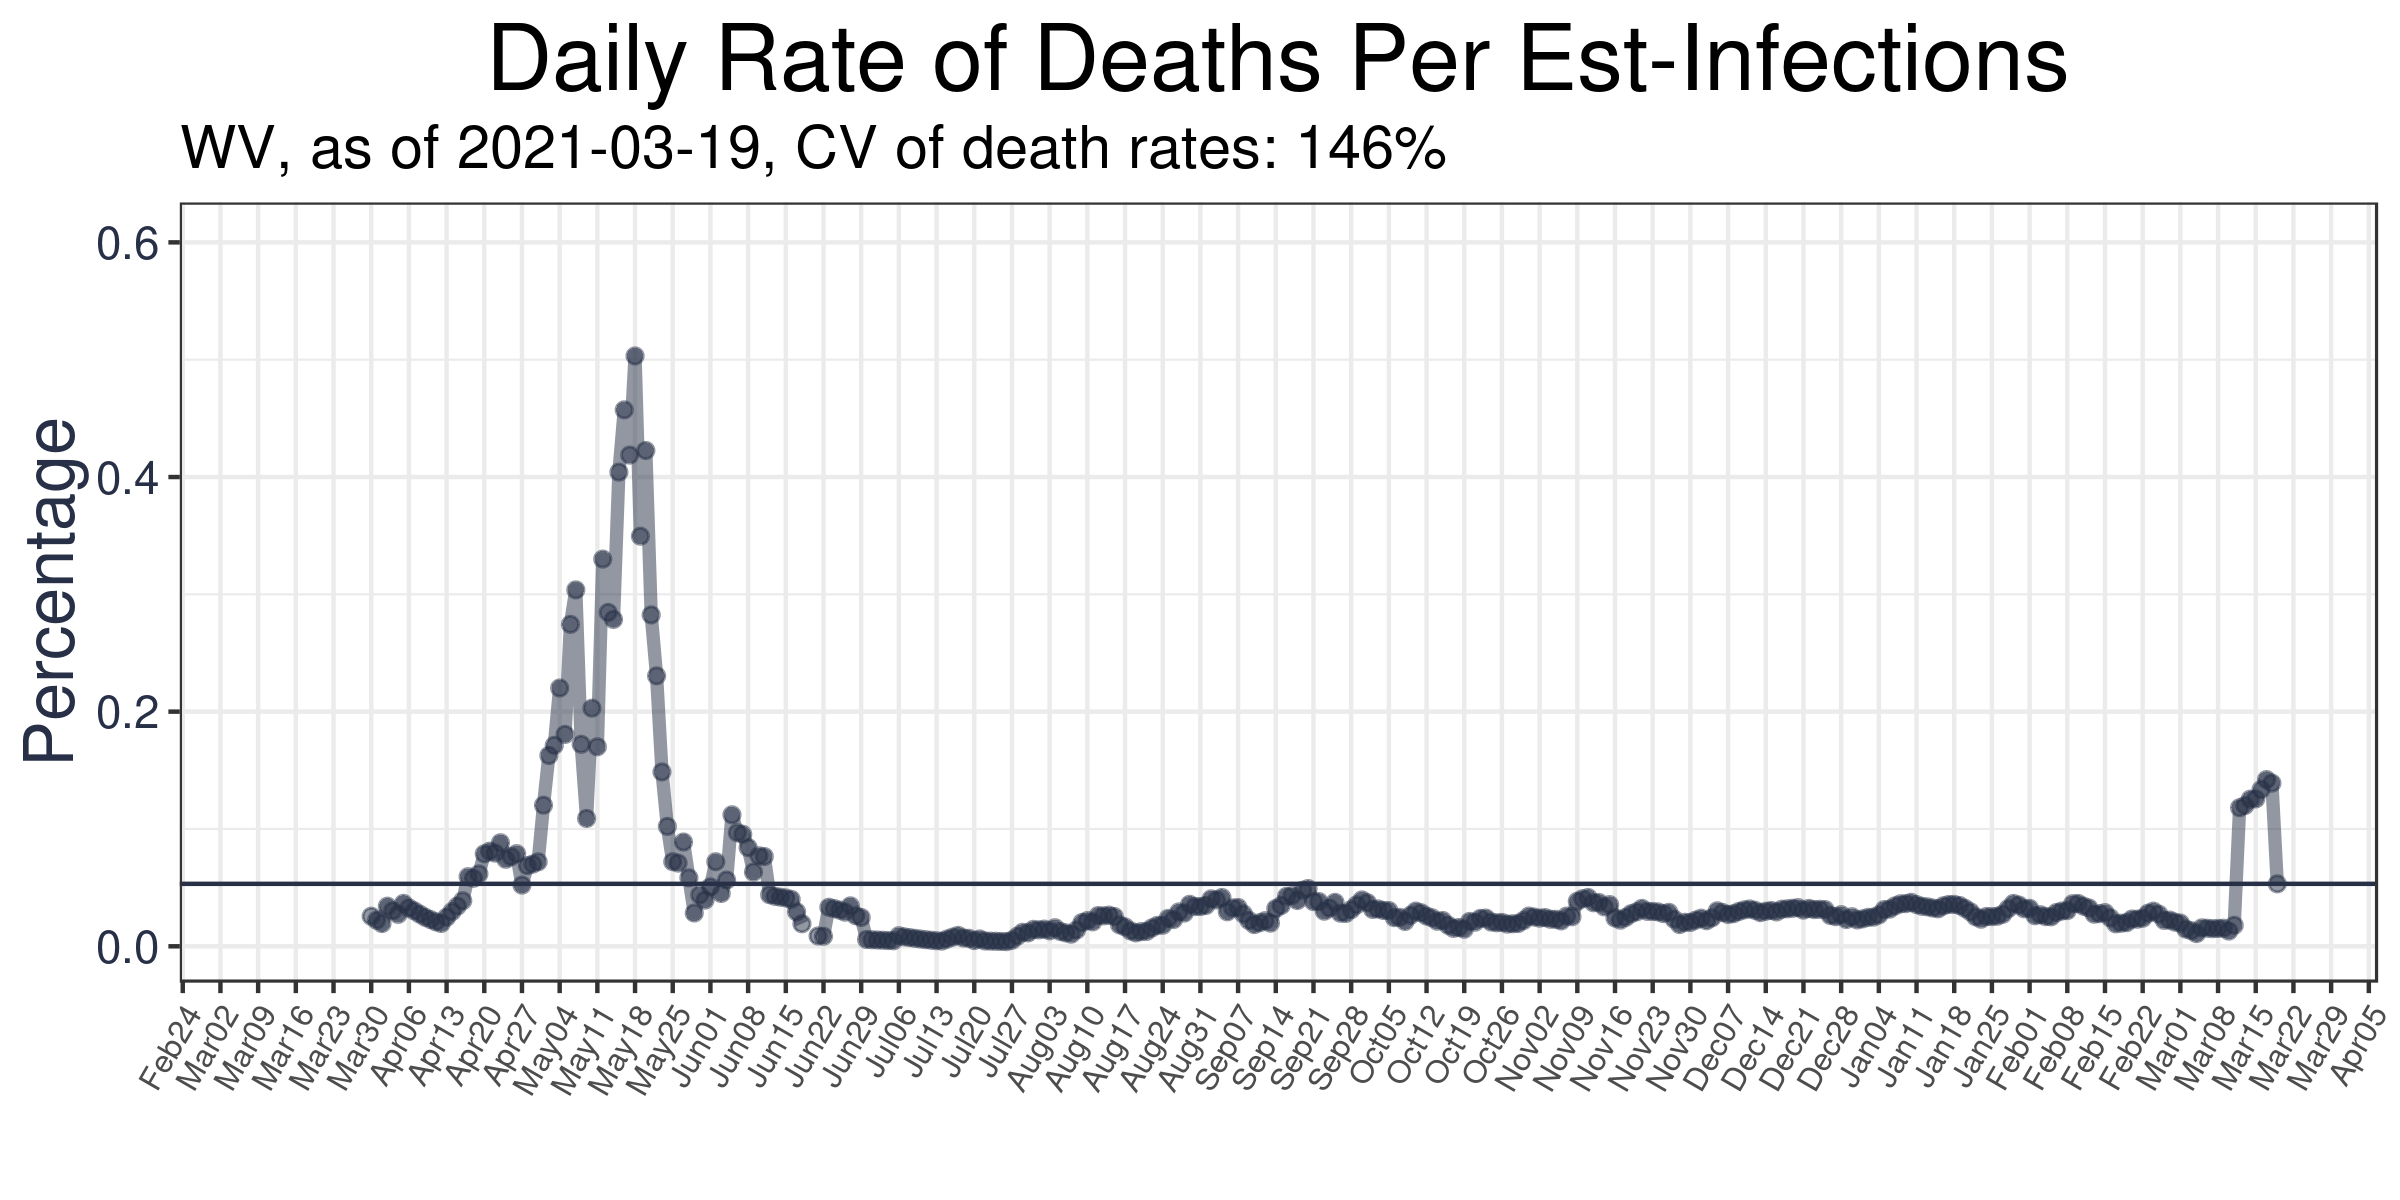 Daily Rate of Deaths Per Est-Infections
WV, as of 2021-03-19, CV of death rates: 146%
Percentage
0.6
0.4
0.2
0.0
Feb24
Mar02
Mar09
Mar16
Mar23
Mar30
Apr06
Apr13
Apr20
Apr27
May04
May11
May18
May25
Jun01
Jun08
Jun15
Jun22
Jun29
Jul06
Jul13
Jul20
Jul27
Aug03
Aug10
Aug17
Aug24
Aug31
Sep07
Sep14
Sep21
Sep28
Oct05
Oct12
Oct19
Oct26
Nov02
Nov09
Nov16
Nov23
Nov30
Dec07
Dec14
Dec21
Dec28
Jan04
Jan11
Jan18
Jan25
Feb01
Feb08
Feb15
Feb22
Mar01
Mar08
Mar15
Mar22
Mar29
Apr05